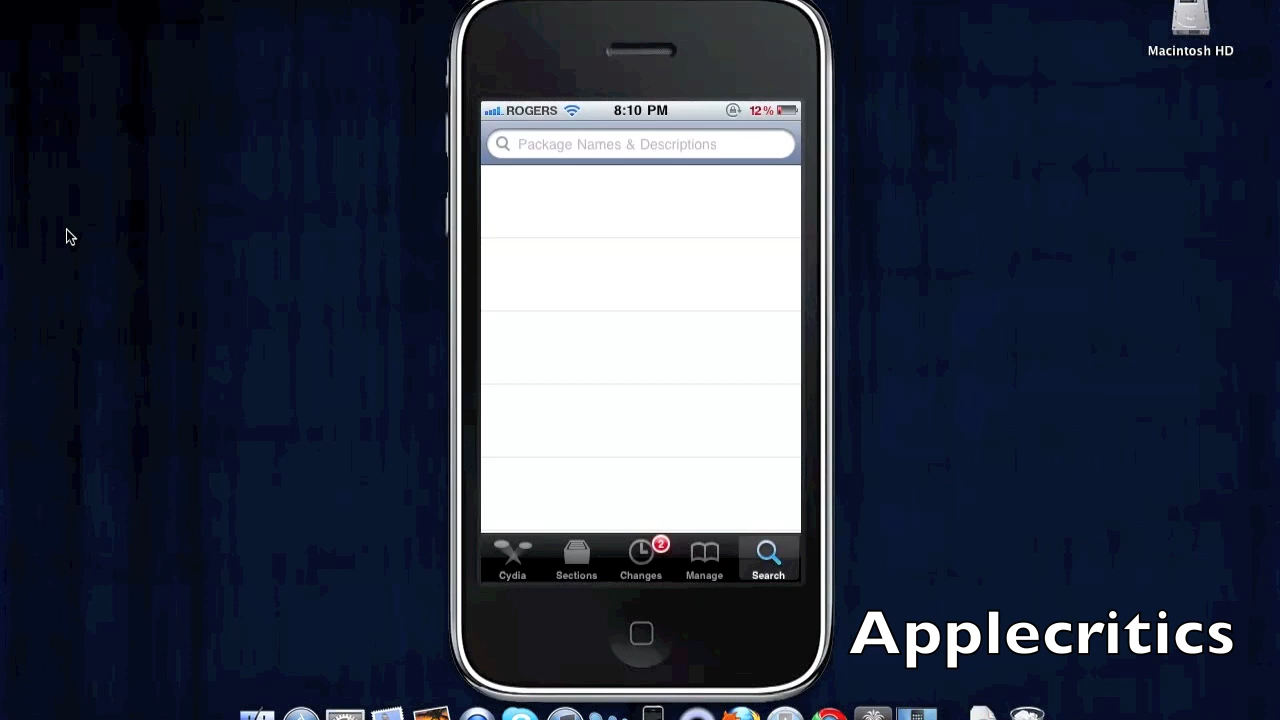 Macintosh HD
ROGERS 8:10 PM 12%
Package Names & Descriptions
2
Cydia Sections Changes Manage Search
Applecritics